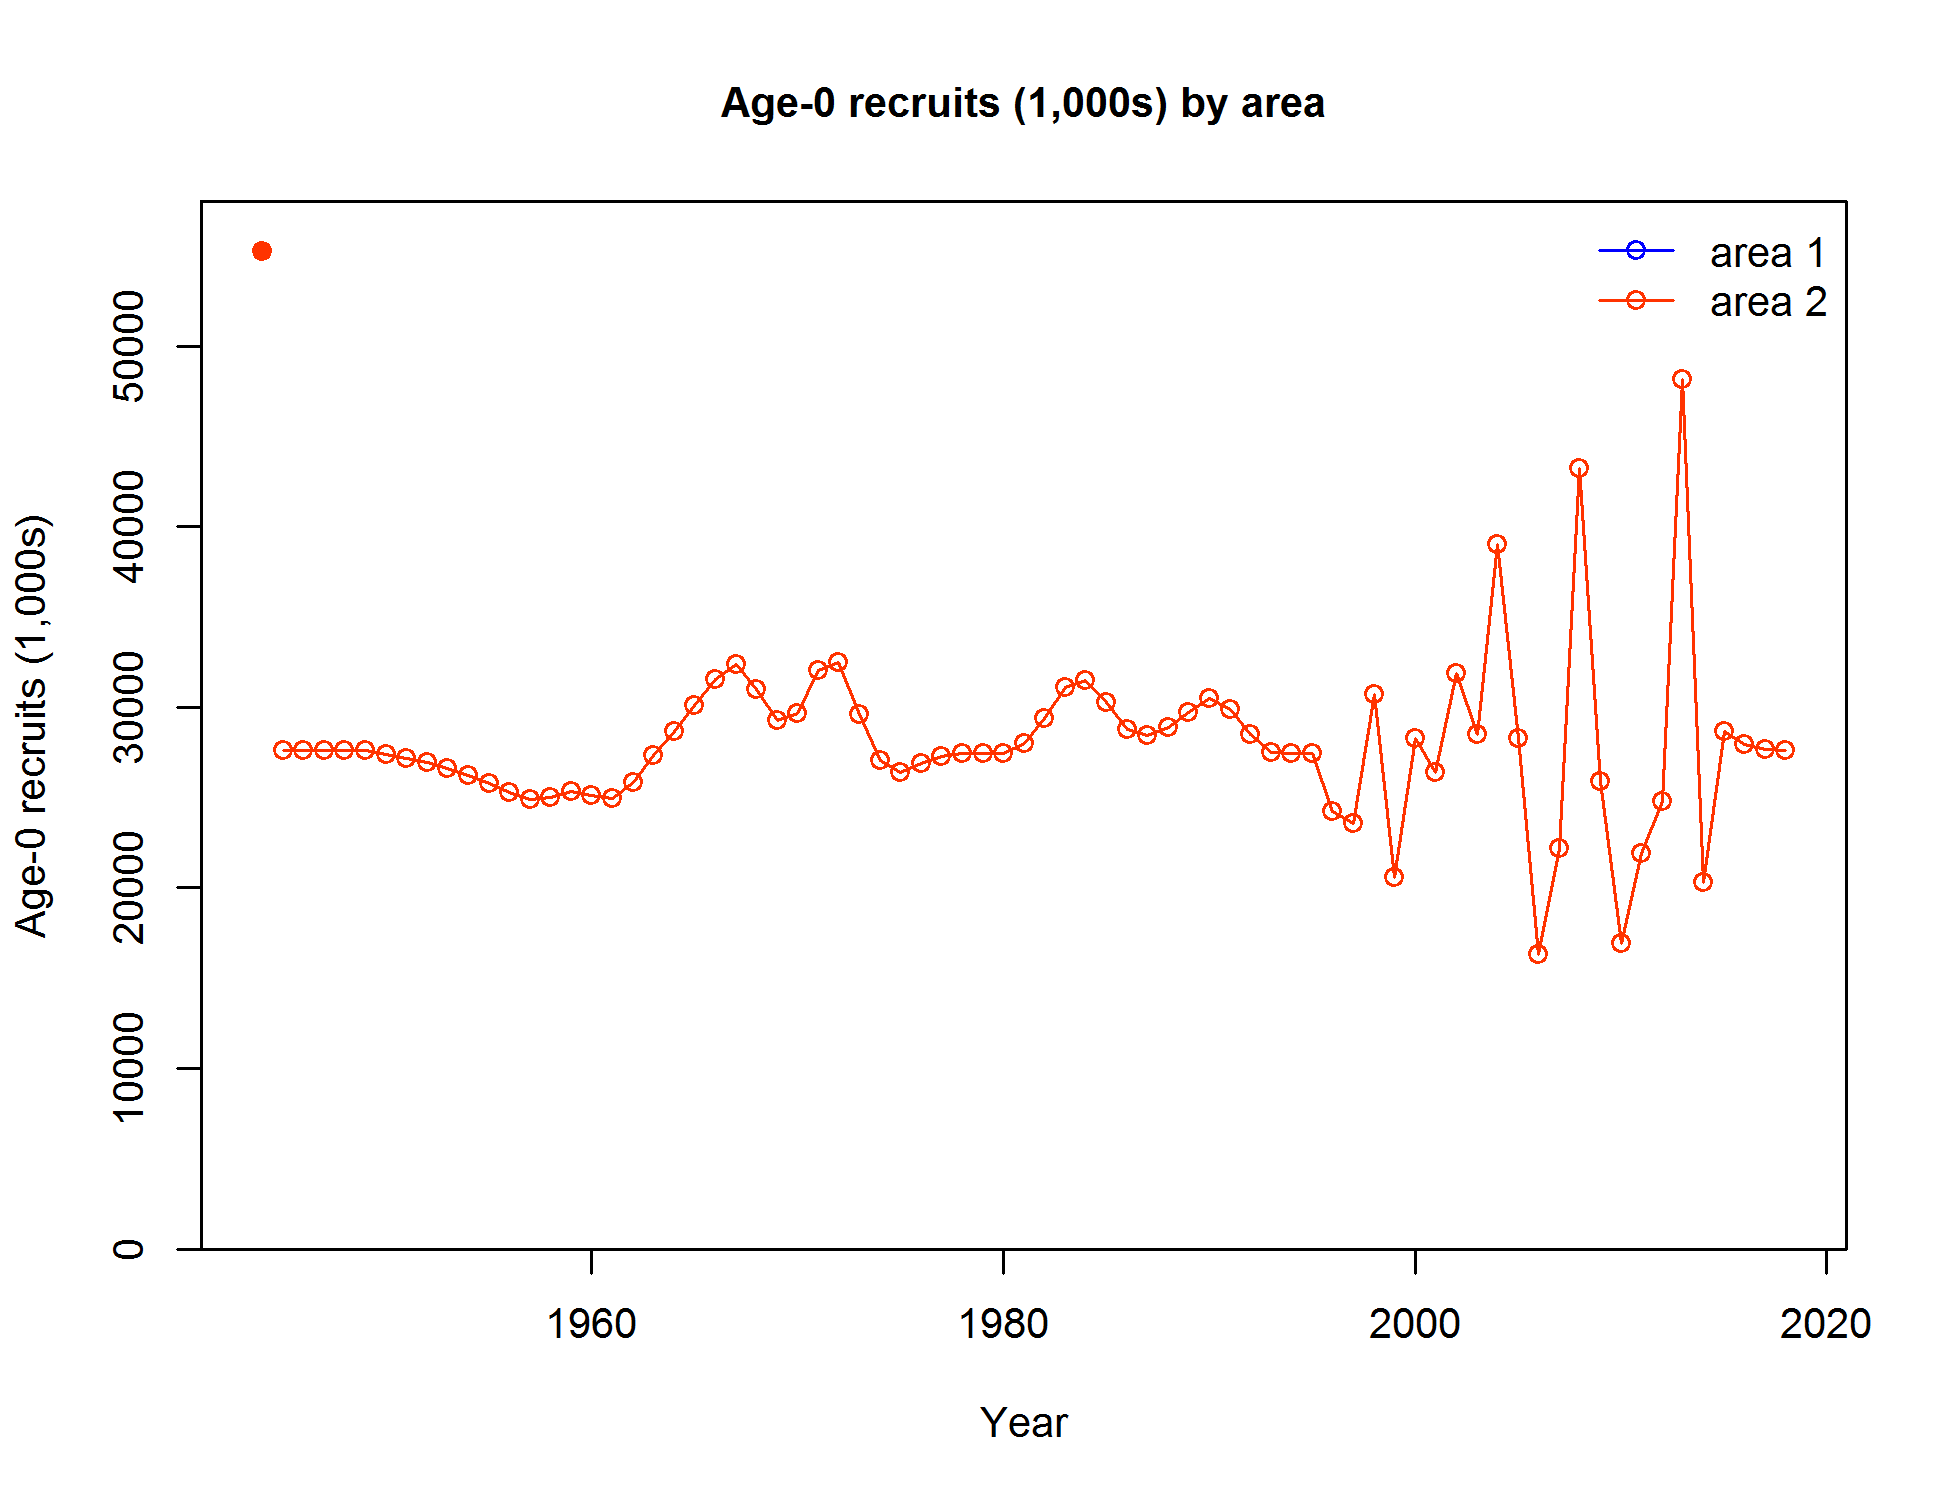 Age-0 recruits (1,000s) by area
area 1
area 2
Age-0 recruits (1,000s)
50000
40000
30000
20000
10000
0
1960
1980
2000
2020
Year